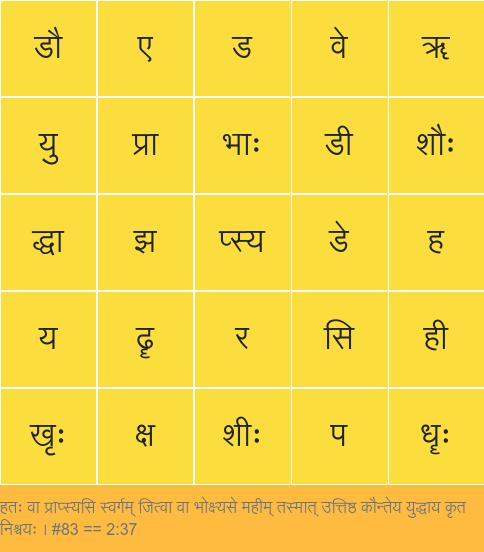 डौ ए ड वे ॠ
यु प्रा भाः डी शौः
द्धा झ प्स्य डे ह
य ढॄ र सि ही
खृः क्ष शीः प धॄः
हतः वा प्राप्स्यसि स्वर्गम् जित्वा वा भोक्ष्यसे महीम् तस्मात् उत्तिष्ठ कौन्तेय युद्धाय कृत
निश्चयः । #83 == 2:37